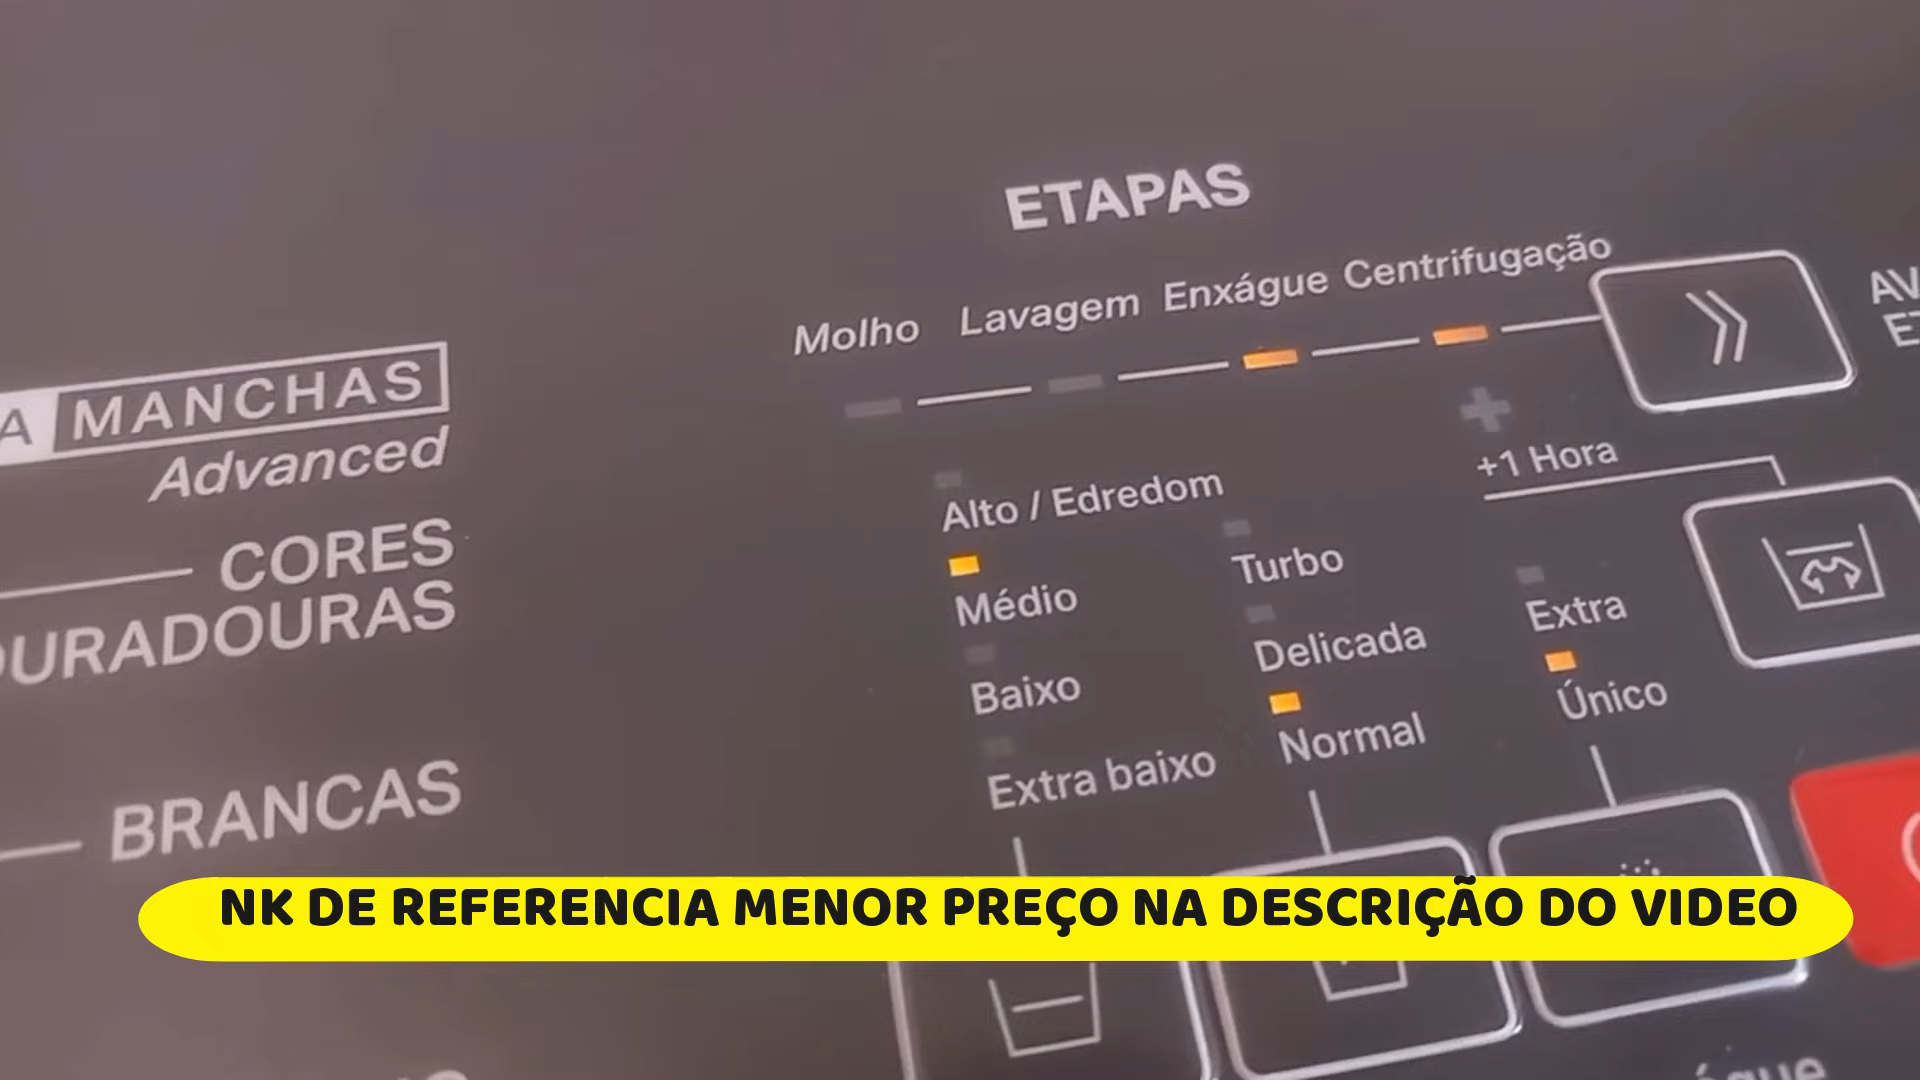 ETAPAS
Molho Lavagem Enxágue Centrifugação
+1 Hora
A MANCHAS
Advanced
CORES
DURADOURAS
BRANCAS
Alto / Edredom
Médio
Baixo
Extra baixo
Turbo
Delicada
Normal
Extra
Único
NK DE REFERENCIA MENOR PREÇO NA DESCRIÇÃO DO VIDEO